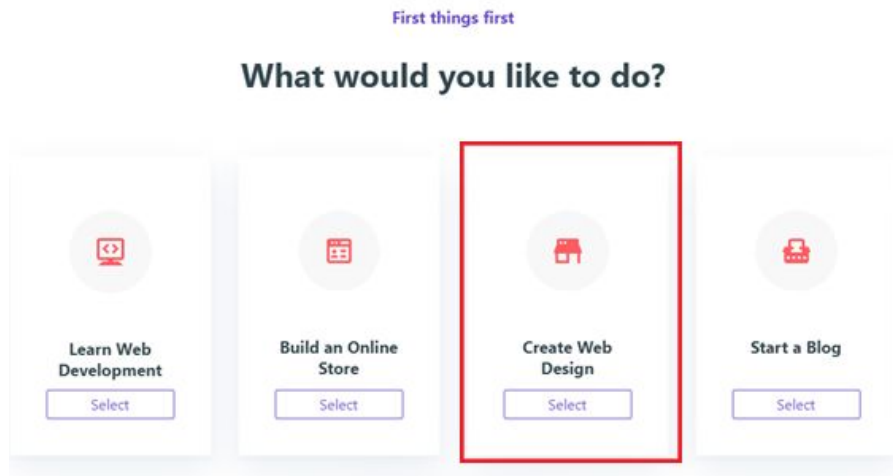 First things first
What would you like to do?
Learn Web
Development
Select
Build an Online
Store
Select
Create Web
Design
Select
Start a Blog
Select